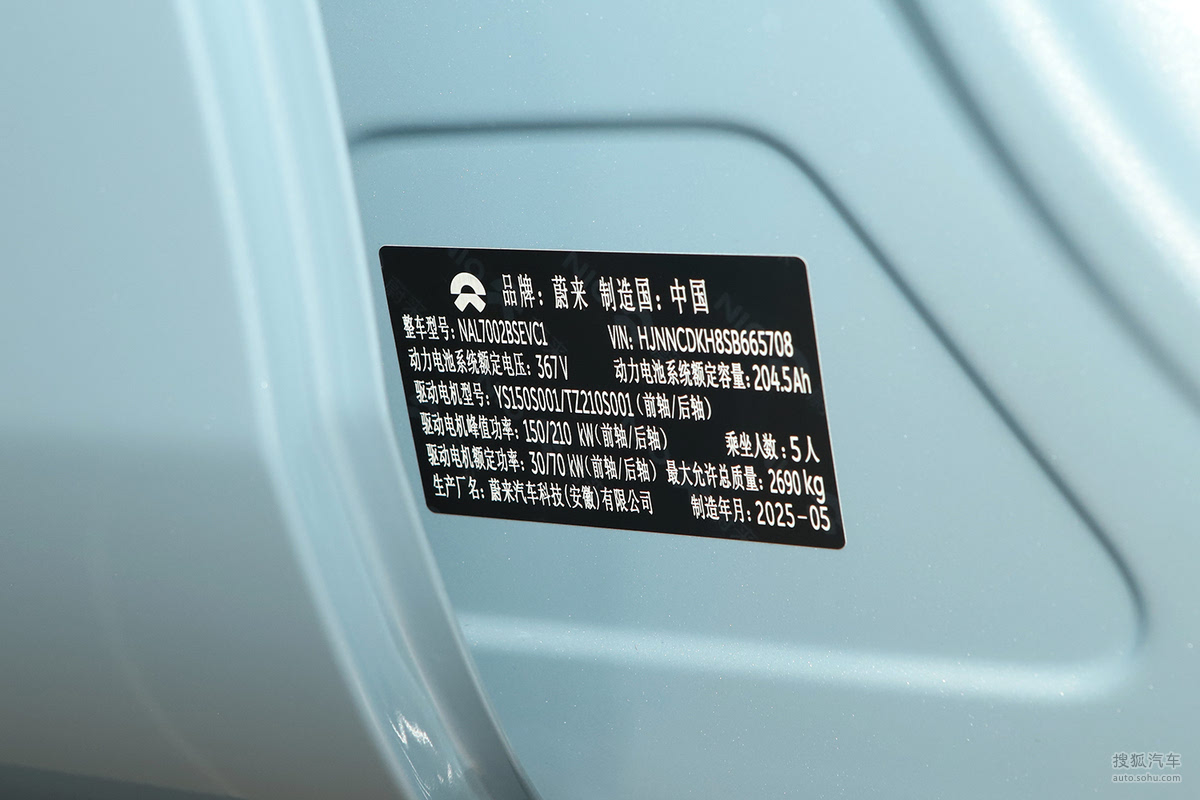 品牌：蔚来 制造国：中国
整车型号：NAL7002BSEVC1 VIN：HJNNCDKH8SB665708
动力电池系统额定电压：367V 动力电池系统额定容量：204.5Ah
驱动电机型号：YS150S001/TZ210S001（前轴/后轴）
驱动电机峰值功率：150/210 kW（前轴/后轴） 乘坐人数：5人
驱动电机额定功率：30/70 kW（前轴/后轴） 最大允许总质量：2690kg
生产厂名：蔚来汽车科技（安徽）有限公司 制造年月：2025-05
搜狐汽车
auto.sohu.com